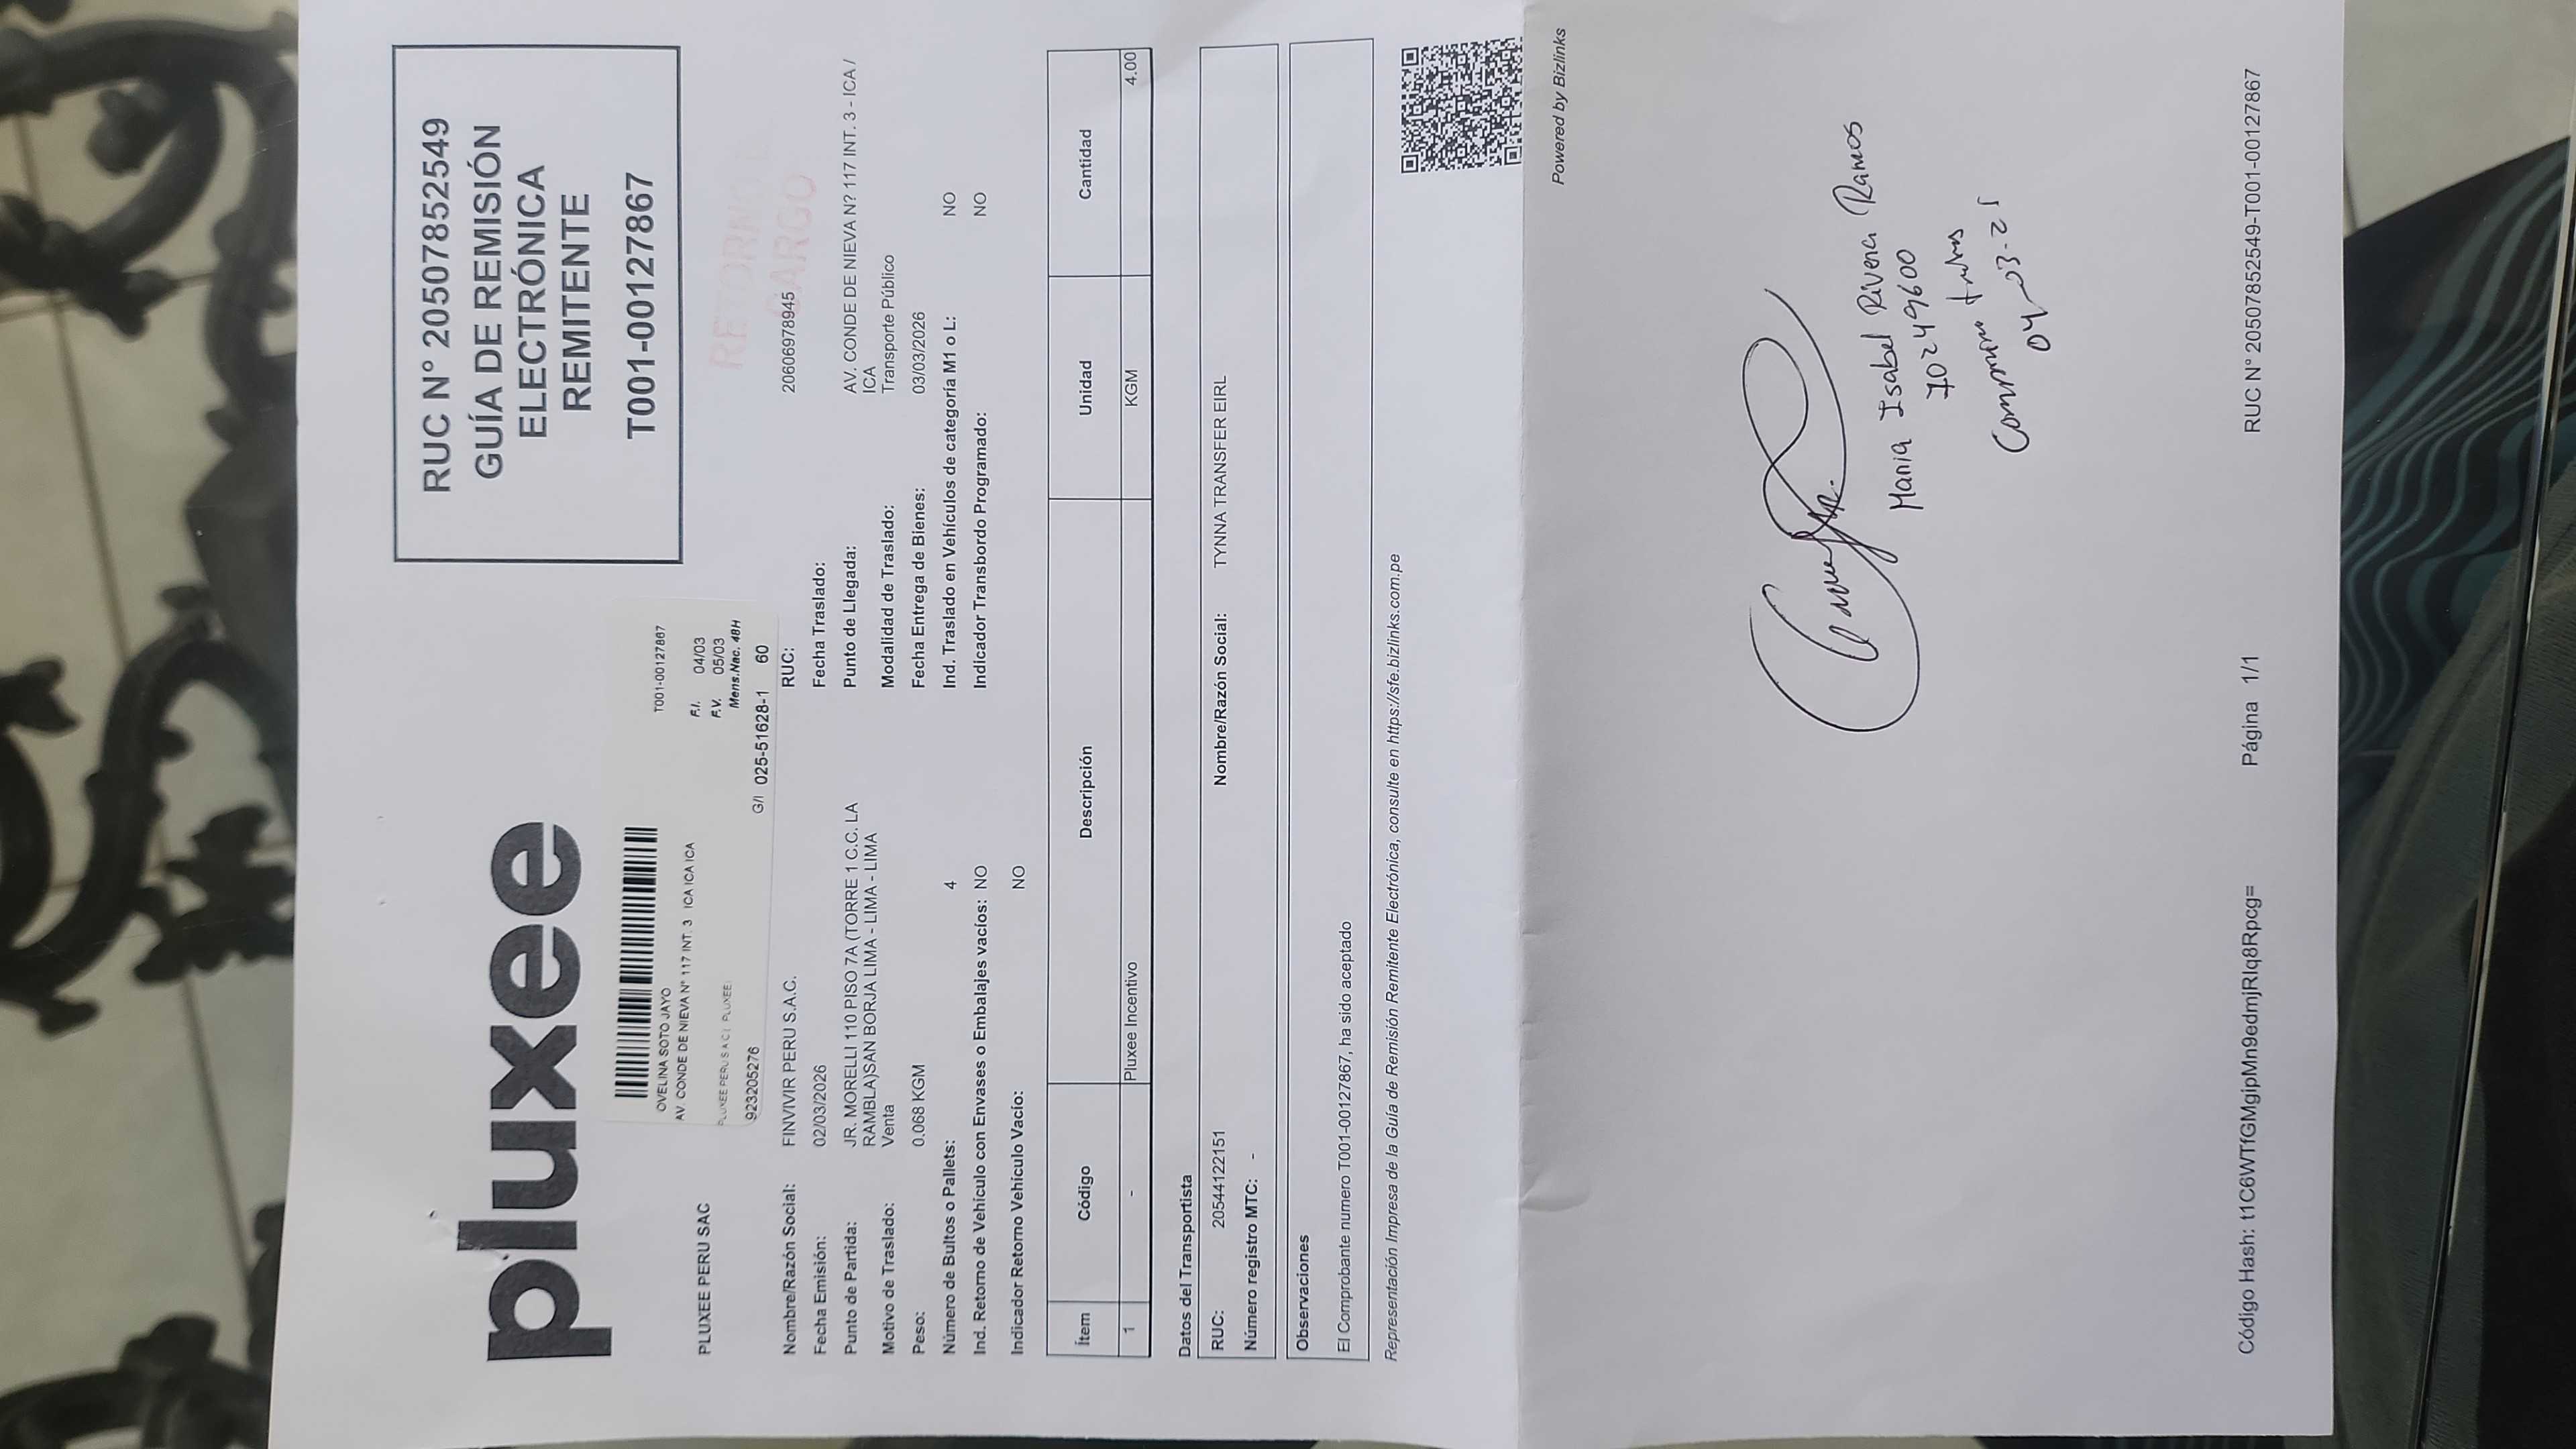 pluxee
RUC N° 20507852549
GUÍA DE REMISIÓN
ELECTRÓNICA
REMITENTE
T001-00127867
OVELINA SOTO JAYO
T001-00127867
AV. CONDE DE NIEVA N° 117 INT. 3 ICA ICA ICA
F.I. 04/03
F.V. 05/03
PLUXEE PERU S A C ( PLUXEE
Mens.Nac. 48H
923205276
G/I 025-51628-1 60
PLUXEE PERU SAC
RETORNO
CARGO
Nombre/Razón Social: FINVIVIR PERU S.A.C. RUC: 20606978945
Fecha Emisión: 02/03/2026 Fecha Traslado:
Punto de Partida: JR. MORELLI 110 PISO 7A (TORRE 1 C.C. LA Punto de Llegada: AV. CONDE DE NIEVA N? 117 INT. 3 - ICA /
RAMBLA)SAN BORJA LIMA - LIMA - LIMA ICA
Motivo de Traslado: Venta Modalidad de Traslado: Transporte Público
Peso: 0.068 KGM Fecha Entrega de Bienes: 03/03/2026
Número de Bultos o Pallets: 4 Ind. Traslado en Vehículos de categoría M1 o L: NO
Ind. Retorno de Vehículo con Envases o Embalajes vacíos: NO Indicador Transbordo Programado: NO
Indicador Retorno Vehículo Vacío: NO
Ítem Código Descripción Unidad Cantidad
1 - Pluxee Incentivo KGM 4.00
Datos del Transportista
RUC: 20544122151 Nombre/Razón Social: TYNNA TRANSFER EIRL
Número registro MTC: -
Observaciones
El Comprobante numero T001-00127867, ha sido aceptado
Representación Impresa de la Guía de Remisión Remitente Electrónica, consulte en https://sfe.bizlinks.com.pe
Powered by Bizlinks
Maria Isabel Rivera Ramos
70249600
Código Hash: t1C6WTfGMgipMn9edmjRIq8Rpcg= Página 1/1 RUC N° 20507852549-T001-00127867